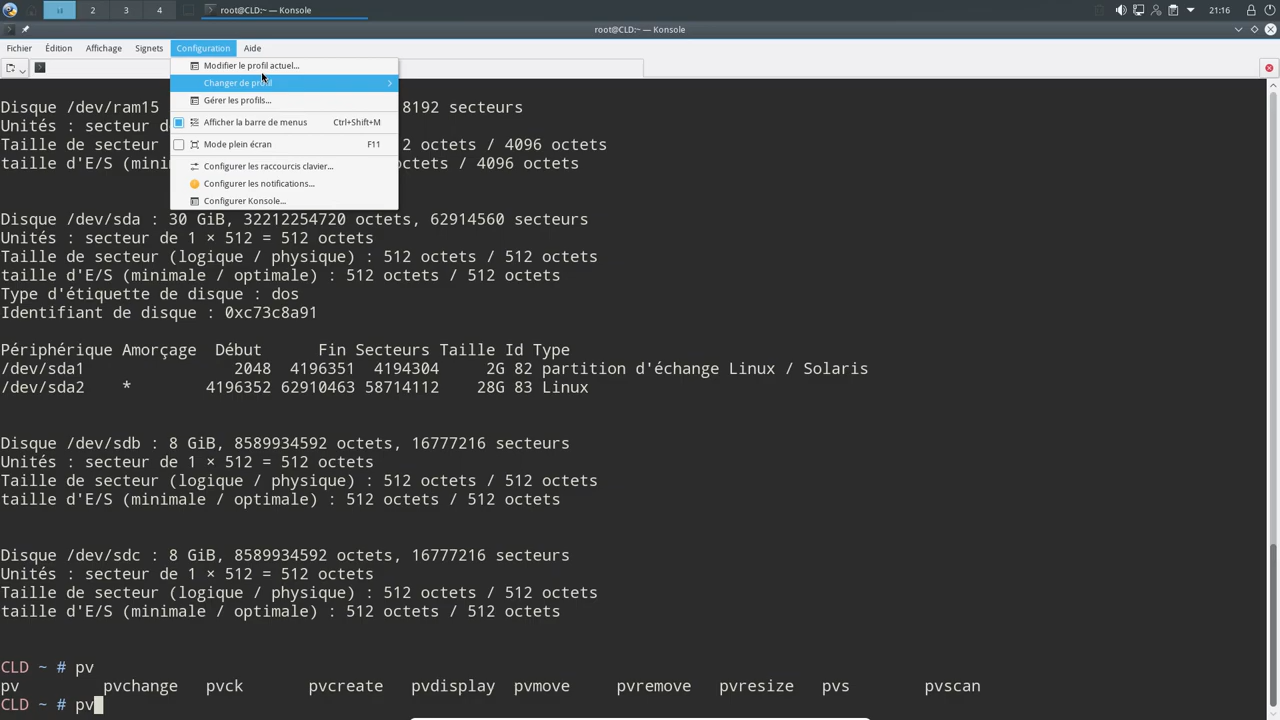 1 2 3 4 root@CLD:~ — Konsole 21:16
root@CLD:~ — Konsole
Fichier Édition Affichage Signets Configuration Aide
Modifier le profil actuel...
Changer de profil
Gérer les profils...
Afficher la barre de menus Ctrl+Shift+M
Mode plein écran F11
Configurer les raccourcis clavier...
Configurer les notifications...
Configurer Konsole...
Disque /dev/ram15 8192 secteurs
Unités : secteur d
Taille de secteur 2 octets / 4096 octets
taille d'E/S (mini octets / 4096 octets
Disque /dev/sda : 30 GiB, 32212254720 octets, 62914560 secteurs
Unités : secteur de 1 × 512 = 512 octets
Taille de secteur (logique / physique) : 512 octets / 512 octets
taille d'E/S (minimale / optimale) : 512 octets / 512 octets
Type d'étiquette de disque : dos
Identifiant de disque : 0xc73c8a91
Périphérique Amorçage Début Fin Secteurs Taille Id Type
/dev/sda1 2048 4196351 4194304 2G 82 partition d'échange Linux / Solaris
/dev/sda2 * 4196352 62910463 58714112 28G 83 Linux
Disque /dev/sdb : 8 GiB, 8589934592 octets, 16777216 secteurs
Unités : secteur de 1 × 512 = 512 octets
Taille de secteur (logique / physique) : 512 octets / 512 octets
taille d'E/S (minimale / optimale) : 512 octets / 512 octets
Disque /dev/sdc : 8 GiB, 8589934592 octets, 16777216 secteurs
Unités : secteur de 1 × 512 = 512 octets
Taille de secteur (logique / physique) : 512 octets / 512 octets
taille d'E/S (minimale / optimale) : 512 octets / 512 octets
CLD ~ # pv
pv pvchange pvck pvcreate pvdisplay pvmove pvremove pvresize pvs pvscan
CLD ~ # pv